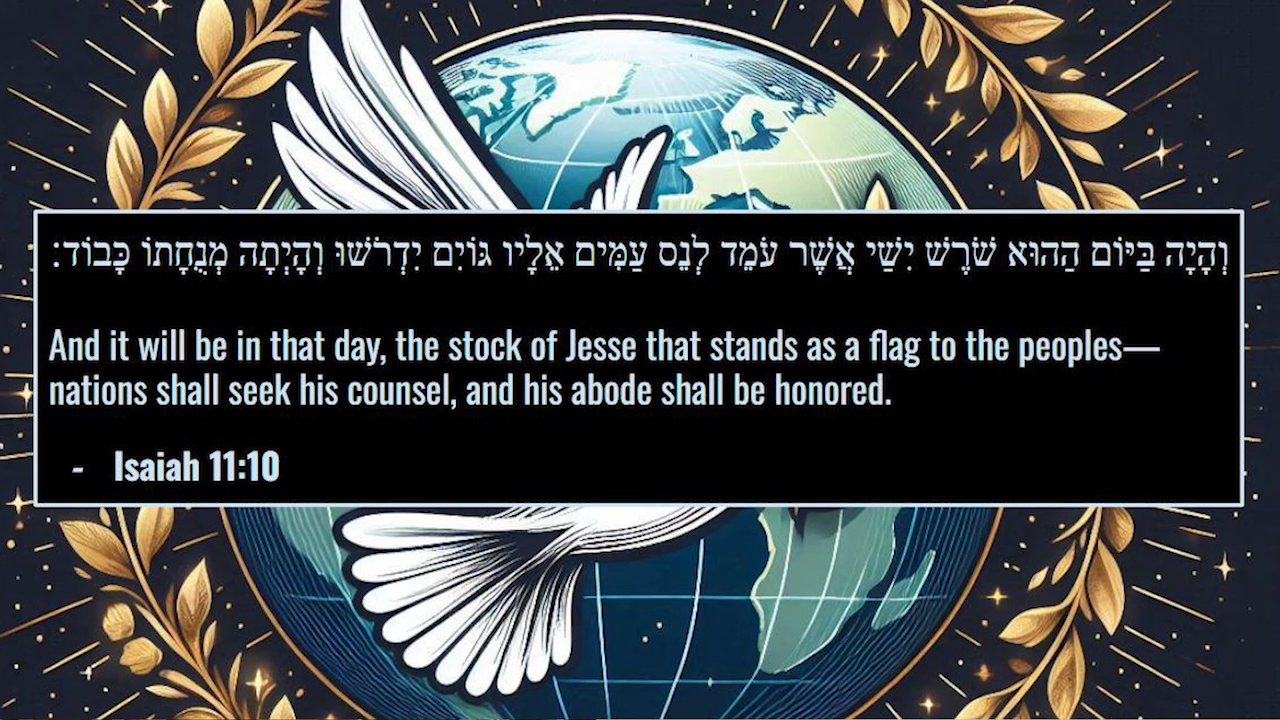 וְהָיָה בַּיּוֹם הַהוּא שֹׁרֶשׁ יִשַׁי אֲשֶׁר עֹמֵד לְנֵס עַמִּים אֵלָיו גּוֹיִם יִדְרֹשׁוּ וְהָיְתָה מְנֻחָתוֹ כָּבוֹד׃
And it will be in that day, the stock of Jesse that stands as a flag to the peoples—
nations shall seek his counsel, and his abode shall be honored.
- Isaiah 11:10